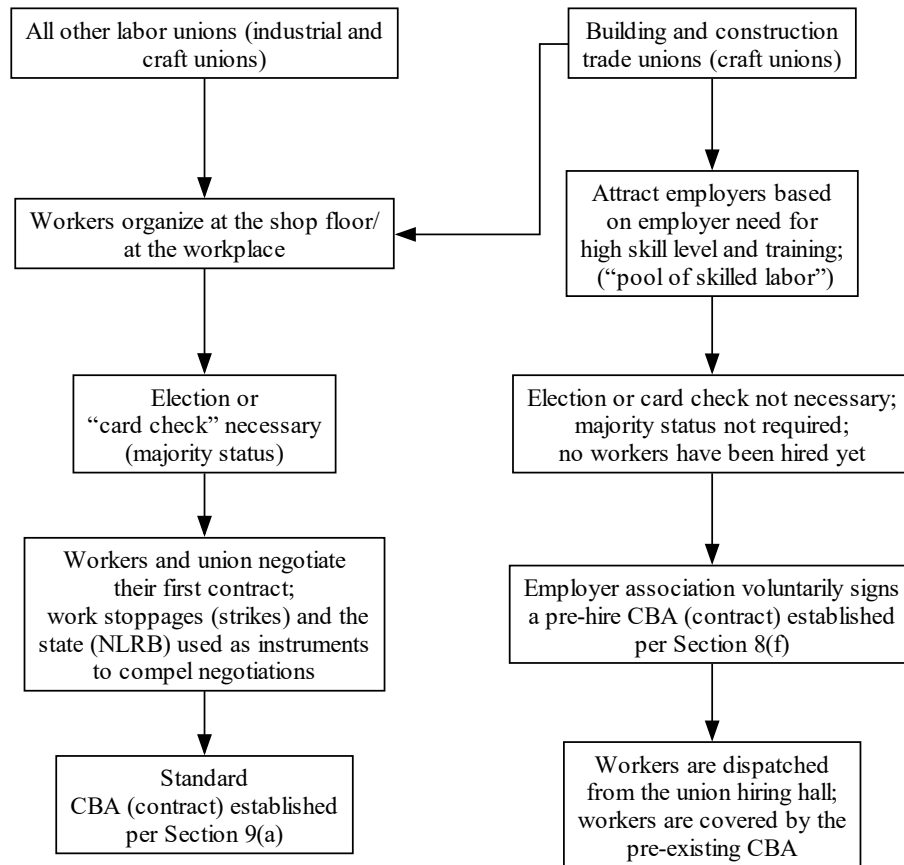 All other labor unions (industrial and
craft unions)
Building and construction
trade unions (craft unions)
Workers organize at the shop floor/
at the workplace
Attract employers based
on employer need for
high skill level and training;
(“pool of skilled labor”)
Election or
“card check” necessary
(majority status)
Election or card check not necessary;
majority status not required;
no workers have been hired yet
Workers and union negotiate
their first contract;
work stoppages (strikes) and the
state (NLRB) used as instruments
to compel negotiations
Employer association voluntarily signs
a pre-hire CBA (contract) established
per Section 8(f)
Standard
CBA (contract) established
per Section 9(a)
Workers are dispatched
from the union hiring hall;
workers are covered by the
pre-existing CBA